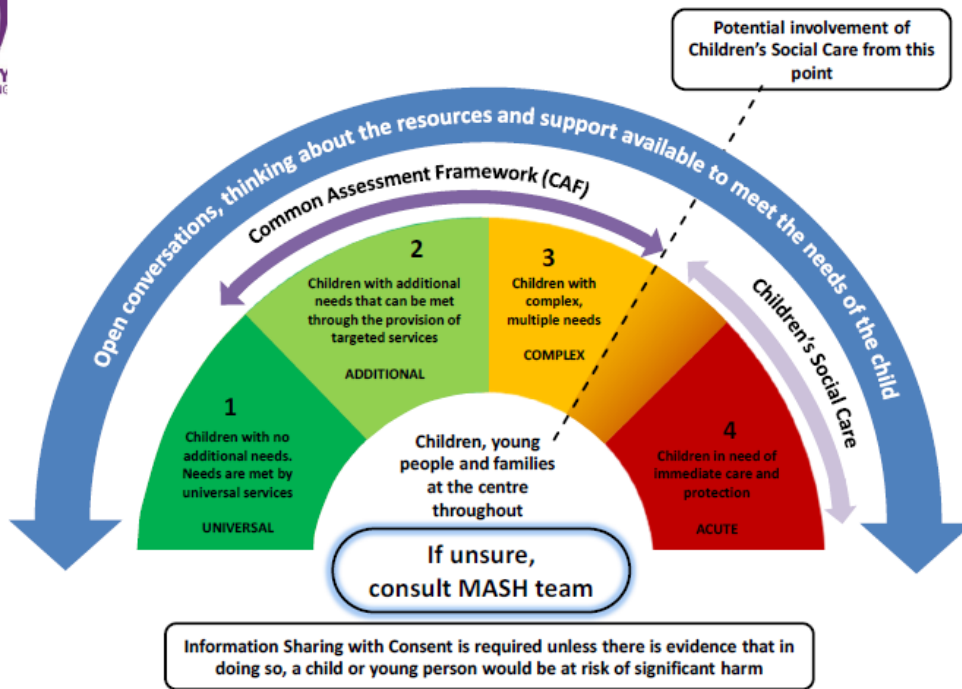 Potential involvement of
Children's Social Care from this
point
Y
Open conversations, thinking about the resources and support available to meet the needs of the child
Common Assessment Framework (CAF)
Children's Social Care
1
Children with no
additional needs.
Needs are met by
universal services
UNIVERSAL
2
Children with additional
needs that can be met
through the provision of
targeted services
ADDITIONAL
3
Children with
complex,
multiple needs
COMPLEX
4
Children in need of
immediate care and
protection
ACUTE
Children, young
people and families
at the centre
throughout
If unsure,
consult MASH team
Information Sharing with Consent is required unless there is evidence that in
doing so, a child or young person would be at risk of significant harm